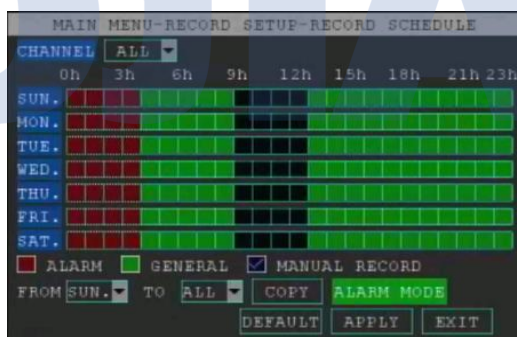 MAIN MENU-RECORD SETUP-RECORD SCHEDULE
CHANNEL ALL
0h 3h 6h 9h 12h 15h 18h 21h 23h
SUN.
MON.
TUE.
WED.
THU.
FRI.
SAT.
ALARM GENERAL MANUAL RECORD
FROM SUN. TO ALL COPY ALARM MODE
DEFAULT APPLY EXIT